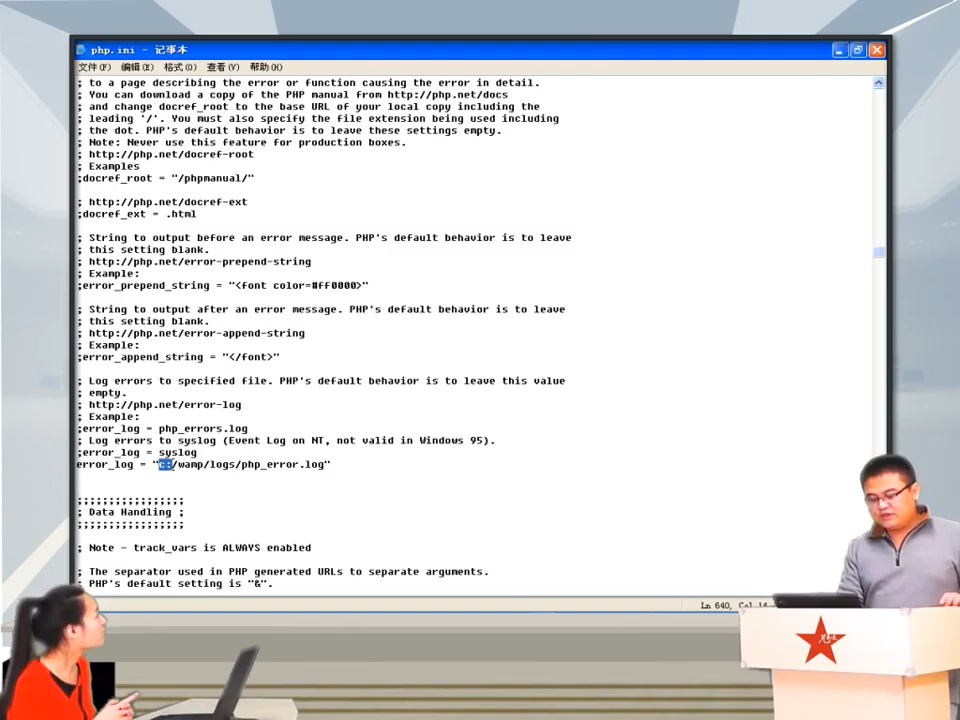 php.ini - 记事本
文件(F) 编辑(E) 格式(O) 查看(V) 帮助(H)
; to a page describing the error or function causing the error in detail.
; You can download a copy of the PHP manual from http://php.net/docs
; and change docref_root to the base URL of your local copy including the
; leading '/'. You must also specify the file extension being used including
; the dot. PHP's default behavior is to leave these settings empty.
; Note: Never use this feature for production boxes.
; http://php.net/docref-root
; Examples
;docref_root = "/phpmanual/"
; http://php.net/docref-ext
;docref_ext = .html
; String to output before an error message. PHP's default behavior is to leave
; this setting blank.
; http://php.net/error-prepend-string
; Example:
;error_prepend_string = "<font color=#ff0000>"
; String to output after an error message. PHP's default behavior is to leave
; this setting blank.
; http://php.net/error-append-string
; Example:
;error_append_string = "</font>"
; Log errors to specified file. PHP's default behavior is to leave this value
; empty.
; http://php.net/error-log
; Example:
;error_log = php_errors.log
; Log errors to syslog (Event Log on NT, not valid in Windows 95).
;error_log = syslog
error_log = "c:/wamp/logs/php_error.log"
;;;;;;;;;;;;;;;;;
; Data Handling ;
;;;;;;;;;;;;;;;;;
; Note - track_vars is ALWAYS enabled
; The separator used in PHP generated URLs to separate arguments.
; PHP's default setting is "&".
Ln 640, Col 14